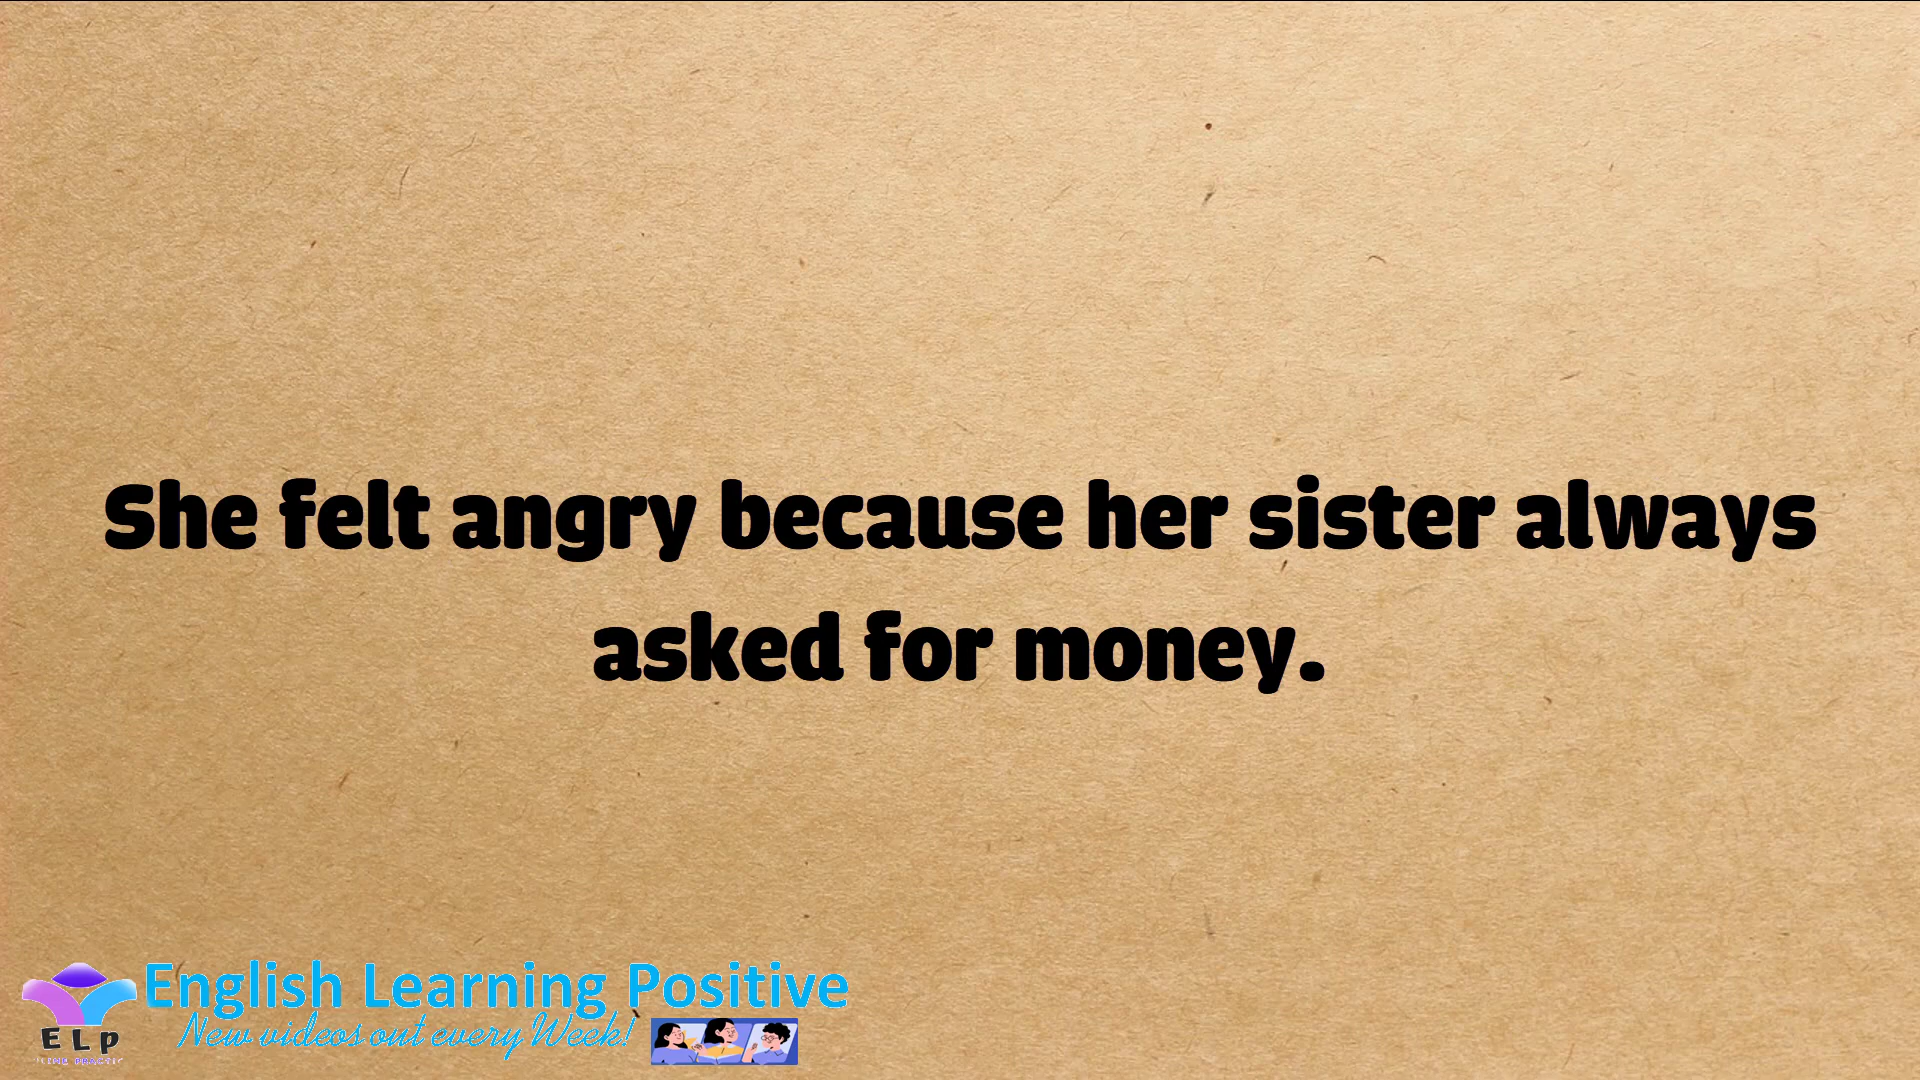 She felt angry because her sister always
asked for money.
English Learning Positive
New videos out every Week!
ELP